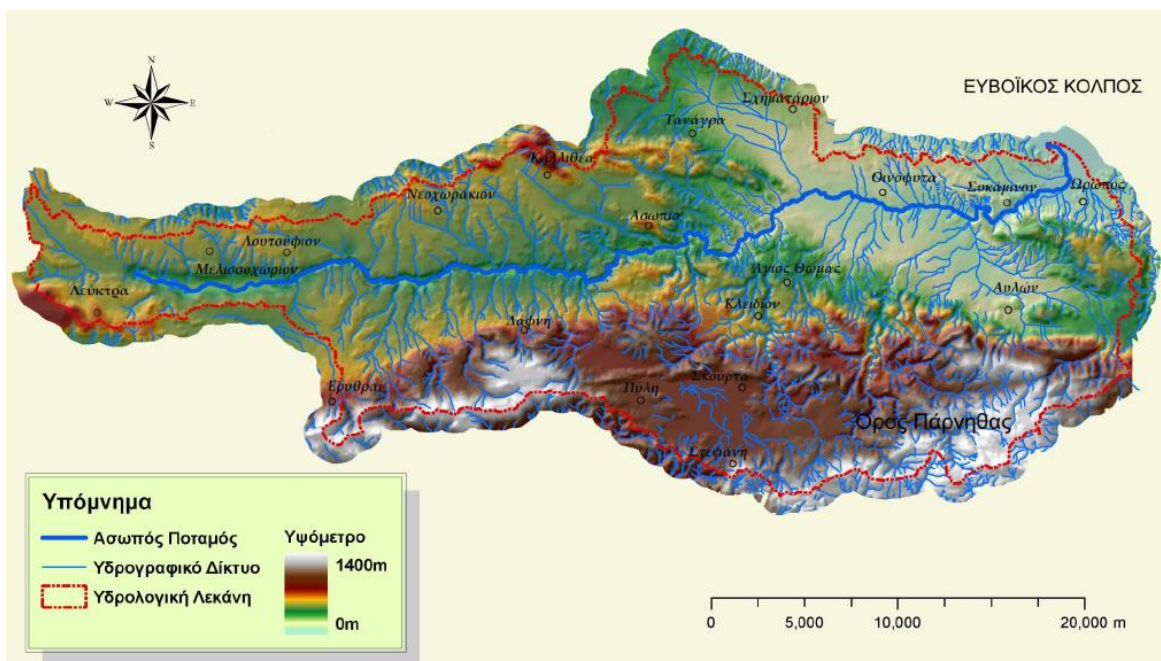 N
W E
S
ΕΥΒΟΪΚΟΣ ΚΟΛΠΟΣ
Σχηματάριον
Τανάγρα
Καλλιθέα
Οινόφυτα
Συκάμινον
Ωρωπός
Νεοχωράκιον
Ασωπία
Λουτούφιον
Μελισσοχώριον
Άγιος Θωμάς
Λεύκτρα
Κλειδίον
Αυλών
Δάφνη
Ερυθραί
Πύλη
Σκούρτα
Όρος Πάρνηθας
Στεφάνη
Υπόμνημα
Ασωπός Ποταμός
Υδρογραφικό Δίκτυο
Υδρολογική Λεκάνη
Υψόμετρο
1400m
0m
0 5,000 10,000 20,000 m